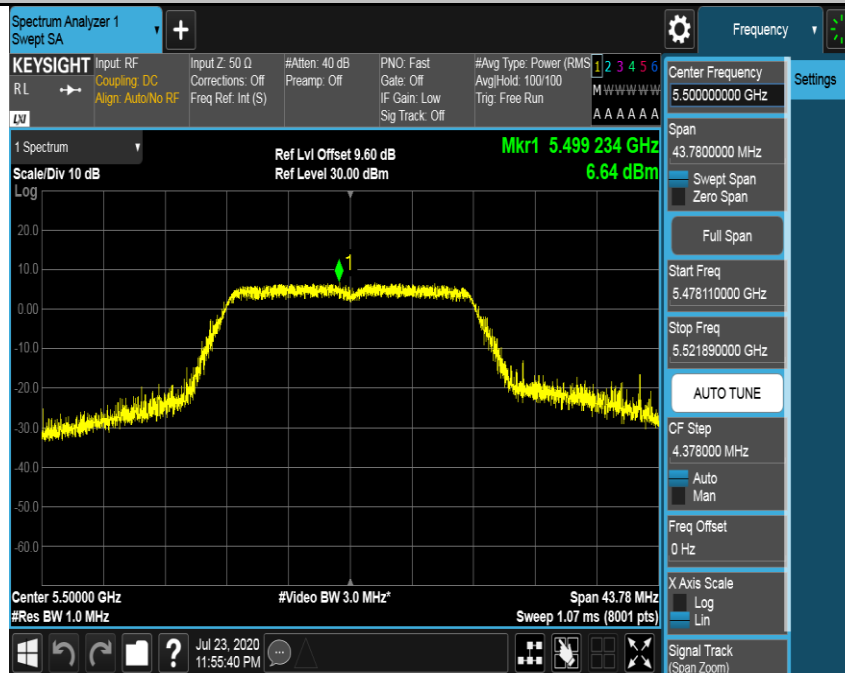 Spectrum Analyzer 1
Swept SA
+
Frequency
KEYSIGHT
RL
LXI
Input: RF
Coupling: DC
Align: Auto/No RF
Input Z: 50 Ω
Corrections: Off
Freq Ref: Int (S)
#Atten: 40 dB
Preamp: Off
PNO: Fast
Gate: Off
IF Gain: Low
Sig Track: Off
#Avg Type: Power (RMS
Avg|Hold: 100/100
Trig: Free Run
1 2 3 4 5 6
M W W W W W
A A A A A A
1 Spectrum
Scale/Div 10 dB
Log
Ref Lvl Offset 9.60 dB
Ref Level 30.00 dBm
Mkr1 5.499 234 GHz
6.64 dBm
20.0
10.0
0.00
-10.0
-20.0
-30.0
-40.0
-50.0
-60.0
1
Center 5.50000 GHz
#Res BW 1.0 MHz
#Video BW 3.0 MHz*
Span 43.78 MHz
Sweep 1.07 ms (8001 pts)
Center Frequency
5.500000000 GHz
Span
43.7800000 MHz
Swept Span
Zero Span
Full Span
Start Freq
5.478110000 GHz
Stop Freq
5.521890000 GHz
AUTO TUNE
CF Step
4.378000 MHz
Auto
Man
Freq Offset
0 Hz
X Axis Scale
Log
Lin
Signal Track
(Span Zoom)
Settings
?
Jul 23, 2020
11:55:40 PM